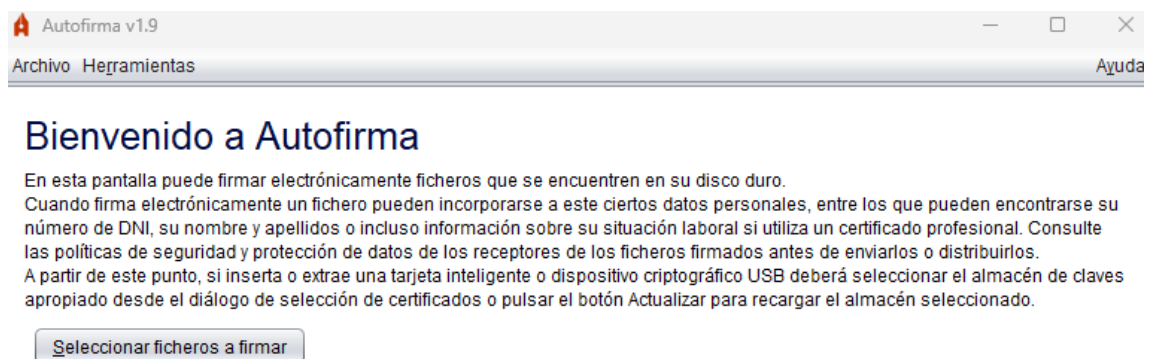 Autofirma v1.9
Archivo Herramientas Ayuda
Bienvenido a Autofirma
En esta pantalla puede firmar electrónicamente ficheros que se encuentren en su disco duro.
Cuando firma electrónicamente un fichero pueden incorporarse a este ciertos datos personales, entre los que pueden encontrarse su
número de DNI, su nombre y apellidos o incluso información sobre su situación laboral si utiliza un certificado profesional. Consulte
las políticas de seguridad y protección de datos de los receptores de los ficheros firmados antes de enviarlos o distribuirlos.
A partir de este punto, si inserta o extrae una tarjeta inteligente o dispositivo criptográfico USB deberá seleccionar el almacén de claves
apropiado desde el diálogo de selección de certificados o pulsar el botón Actualizar para recargar el almacén seleccionado.
Seleccionar ficheros a firmar